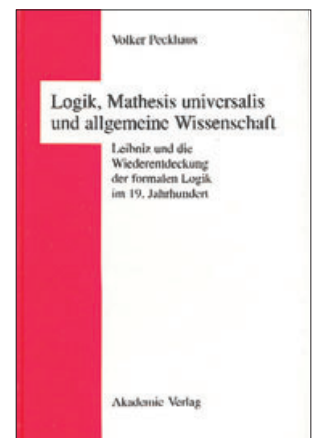 Volker Peckhaus
Logik, Mathesis universalis
und allgemeine Wissenschaft
Leibniz und die
Wiederentdeckung
der formalen Logik
im 19. Jahrhundert
Akademie Verlag